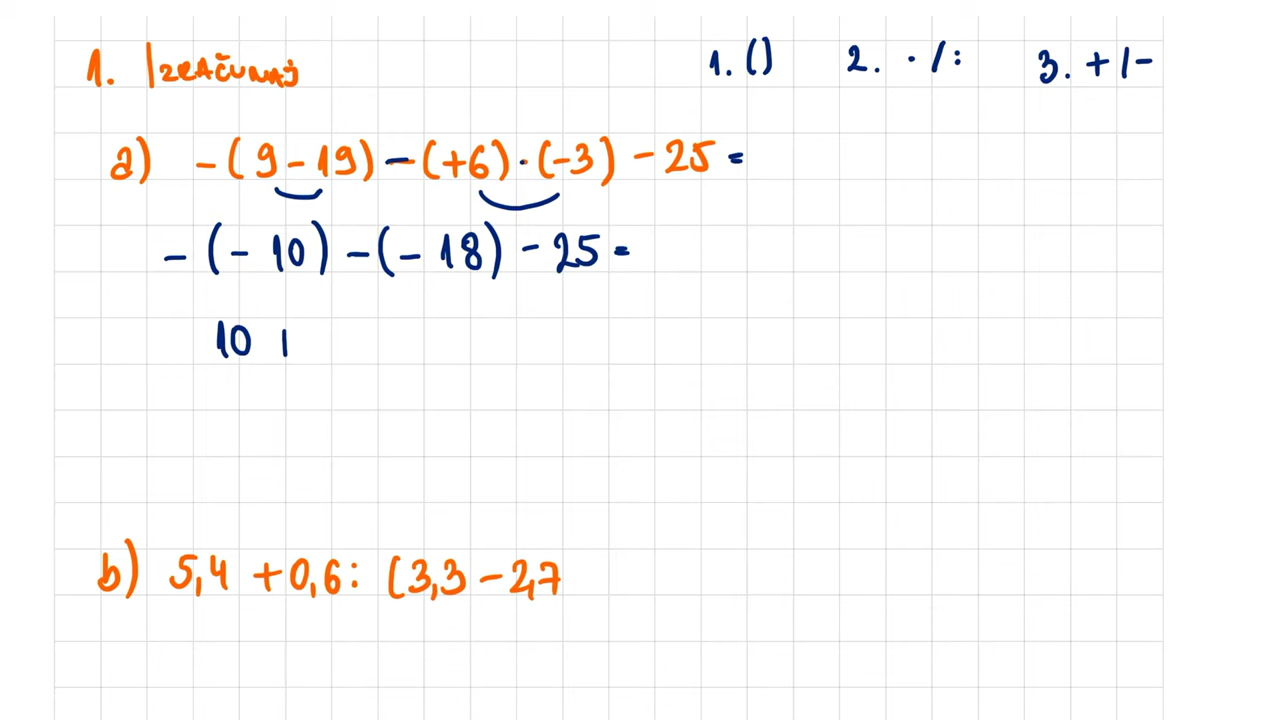 1. Izračunaj 1. () 2. · /: 3. + /-
a) -(9-19)-(+6)·(-3)-25=
-(-10)-(-18)-25=
10 |
b) 5,4 +0,6: (3,3-2,7